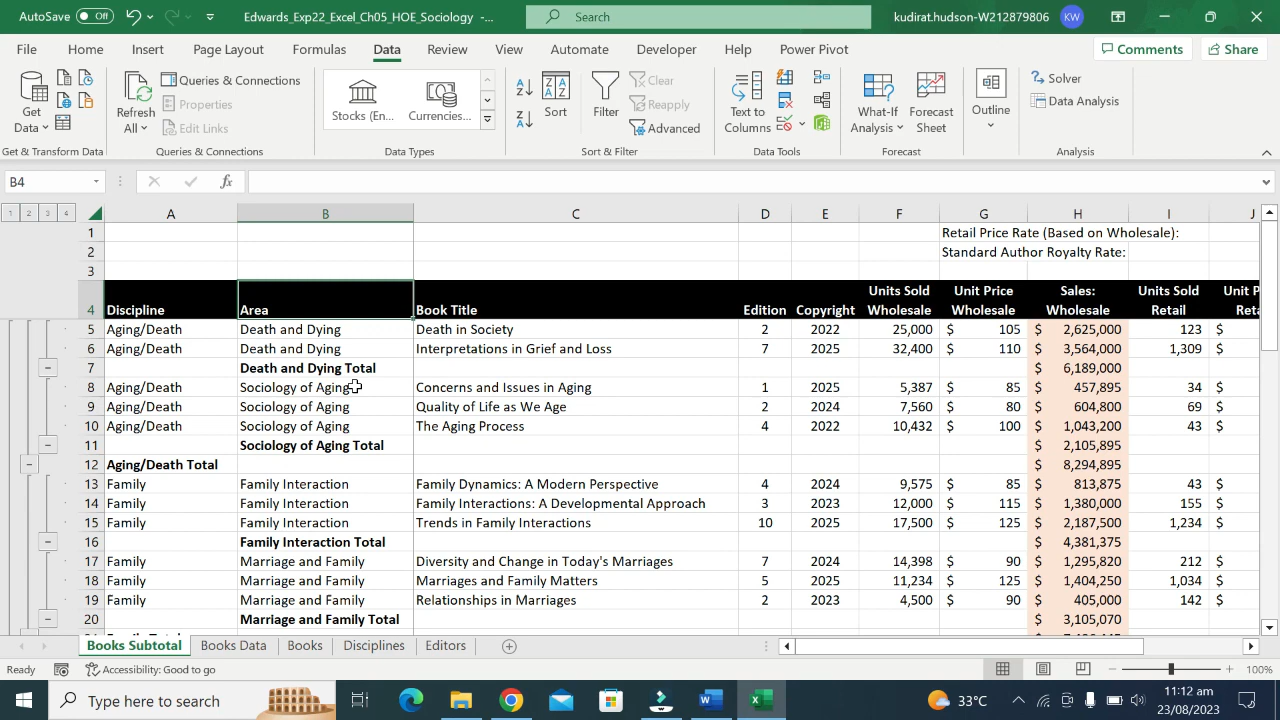 AutoSave Off Edwards_Exp22_Excel_Ch05_HOE_Sociology -... Search kudirat.hudson-W212879806 KW
File Home Insert Page Layout Formulas Data Review View Automate Developer Help Power Pivot Comments Share
Get Data
Refresh All
Queries & Connections
Properties
Edit Links
Stocks (En... Currencies...
Sort
Filter
Clear
Reapply
Advanced
Text to Columns
What-If Analysis
Forecast Sheet
Outline
Solver
Data Analysis
Get & Transform Data Queries & Connections Data Types Sort & Filter Data Tools Forecast Analysis
B4 fx
1 2 3 4 A B C D E F G H I J
1 Retail Price Rate (Based on Wholesale):
2 Standard Author Royalty Rate:
3
Units Sold Unit Price Sales: Units Sold Unit P
4 Discipline Area Book Title Edition Copyright Wholesale Wholesale Wholesale Retail Reta
5 Aging/Death Death and Dying Death in Society 2 2022 25,000 $ 105 $ 2,625,000 123 $
6 Aging/Death Death and Dying Interpretations in Grief and Loss 7 2025 32,400 $ 110 $ 3,564,000 1,309 $
7 Death and Dying Total $ 6,189,000
8 Aging/Death Sociology of Aging Concerns and Issues in Aging 1 2025 5,387 $ 85 $ 457,895 34 $
9 Aging/Death Sociology of Aging Quality of Life as We Age 2 2024 7,560 $ 80 $ 604,800 69 $
10 Aging/Death Sociology of Aging The Aging Process 4 2022 10,432 $ 100 $ 1,043,200 43 $
11 Sociology of Aging Total $ 2,105,895
12 Aging/Death Total $ 8,294,895
13 Family Family Interaction Family Dynamics: A Modern Perspective 4 2024 9,575 $ 85 $ 813,875 43 $
14 Family Family Interaction Family Interactions: A Developmental Approach 3 2023 12,000 $ 115 $ 1,380,000 155 $
15 Family Family Interaction Trends in Family Interactions 10 2025 17,500 $ 125 $ 2,187,500 1,234 $
16 Family Interaction Total $ 4,381,375
17 Family Marriage and Family Diversity and Change in Today's Marriages 7 2024 14,398 $ 90 $ 1,295,820 212 $
18 Family Marriage and Family Marriages and Family Matters 5 2025 11,234 $ 125 $ 1,404,250 1,034 $
19 Family Marriage and Family Relationships in Marriages 2 2023 4,500 $ 90 $ 405,000 142 $
20 Marriage and Family Total $ 3,105,070
Books Subtotal Books Data Books Disciplines Editors
Ready Accessibility: Good to go 100%
Type here to search 33°C 11:12 am
23/08/2023